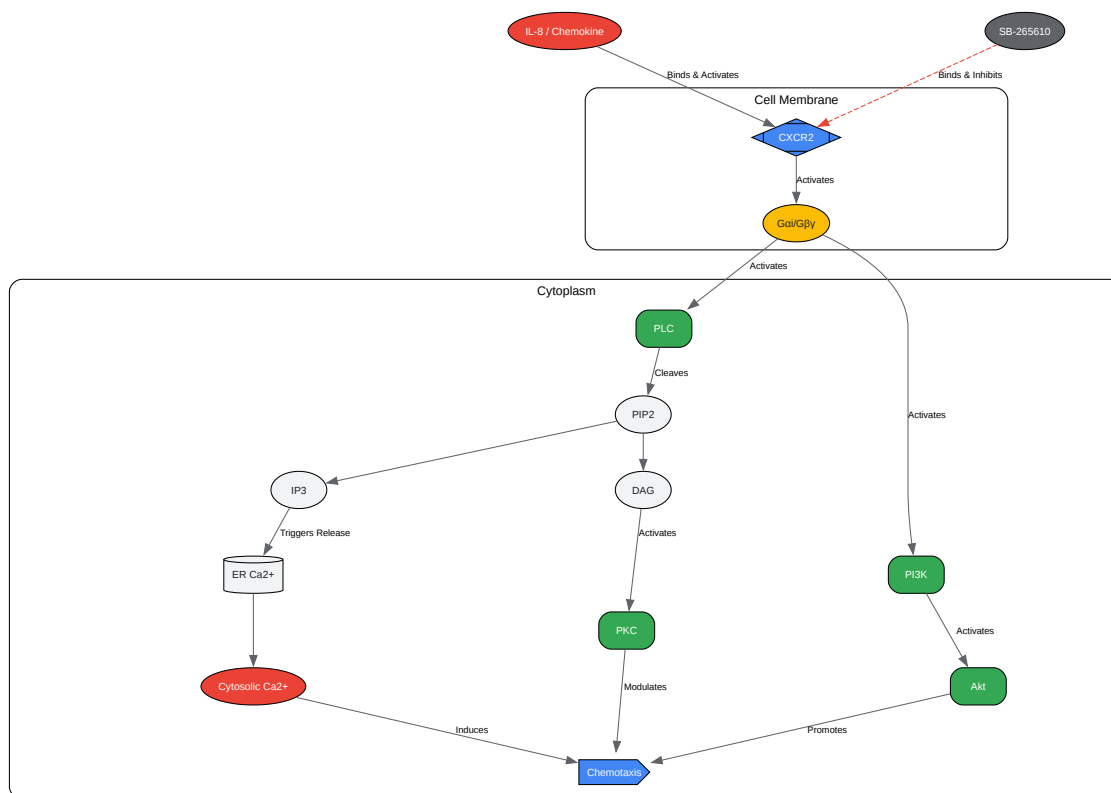 IL-8 / Chemokine
SB-265610
Binds & Activates
Binds & Inhibits
Cell Membrane
CXCR2
Activates
Gαi/Gβγ
Activates
Cytoplasm
PLC
Cleaves
PIP2
Activates
IP3
DAG
Triggers Release
Activates
ER Ca2+
PI3K
PKC
Activates
Cytosolic Ca2+
Modulates
Akt
Induces
Promotes
Chemotaxis